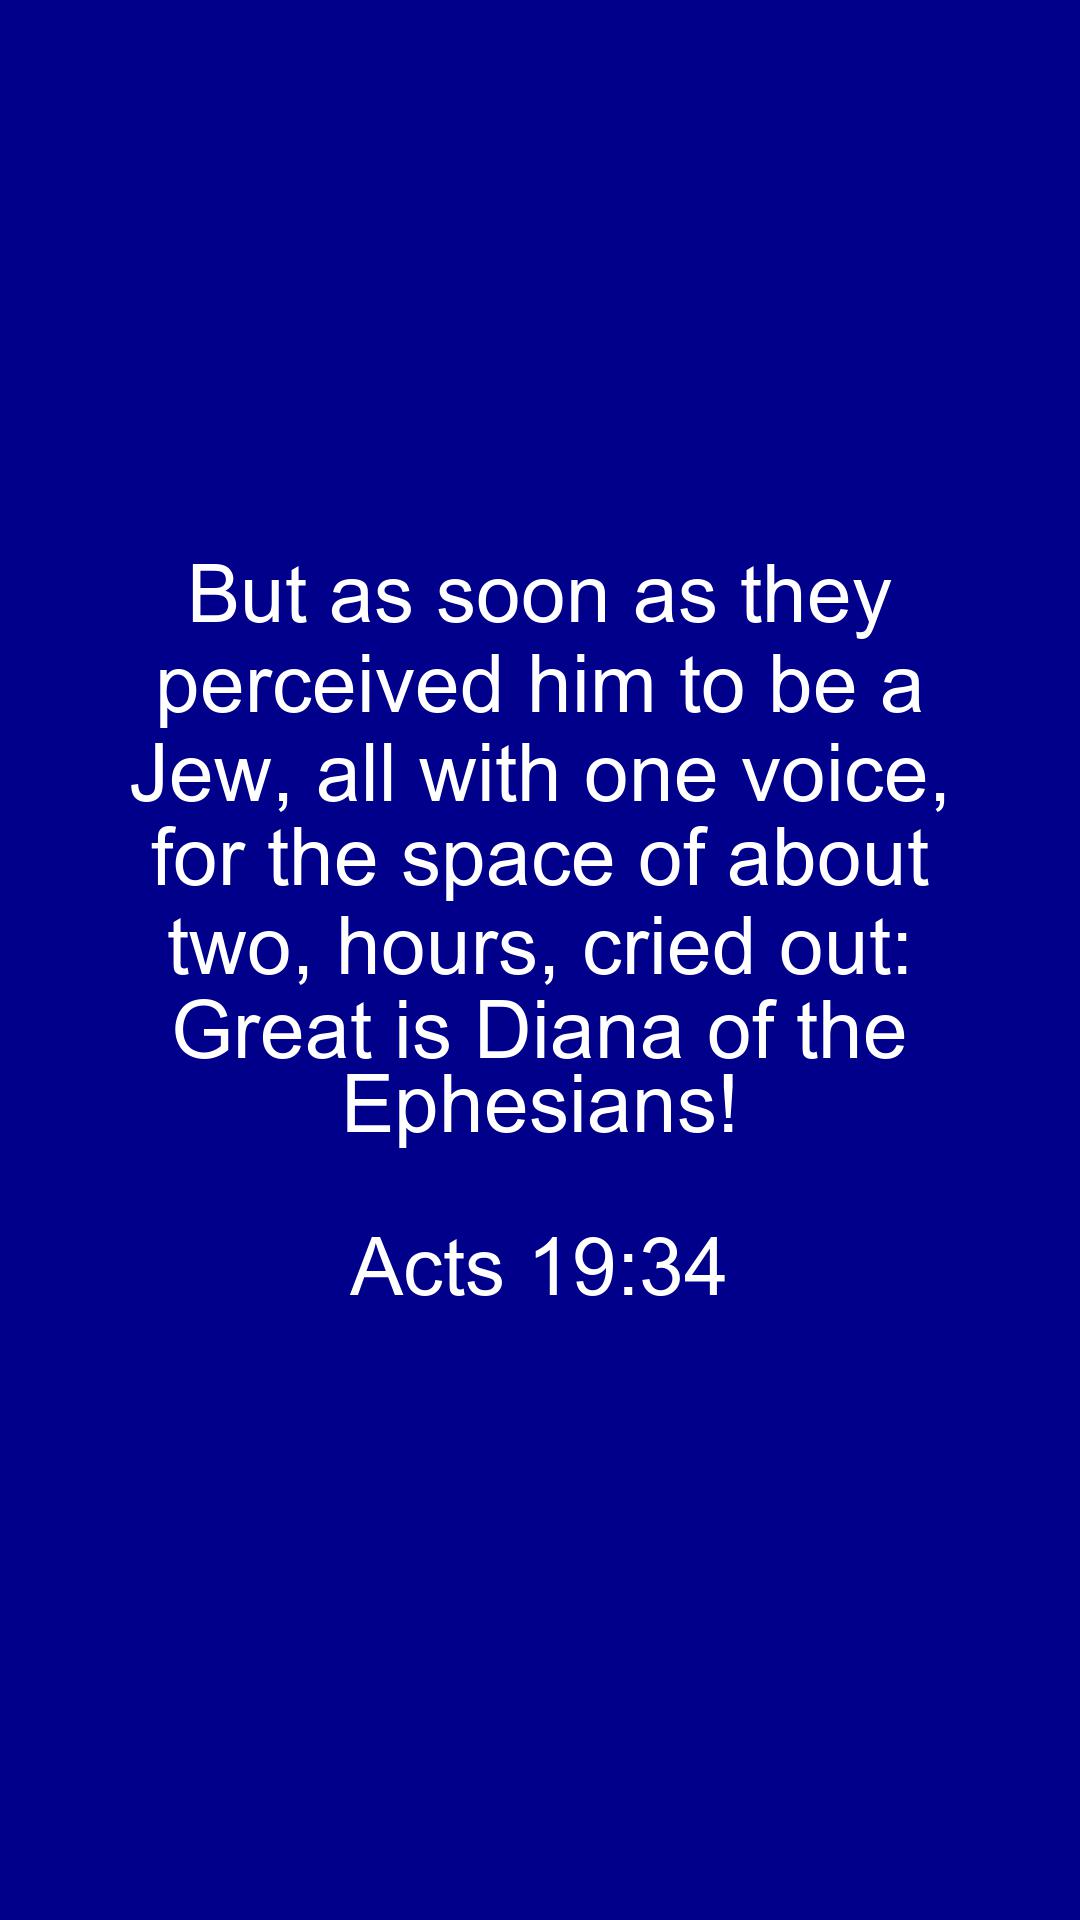 But as soon as they
perceived him to be a
Jew, all with one voice,
for the space of about
two, hours, cried out:
Great is Diana of the
Ephesians!
Acts 19:34